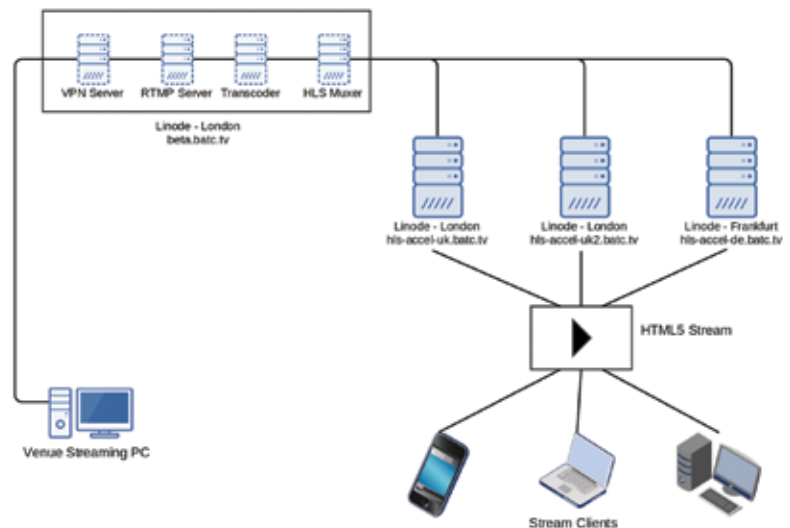 VPN Server RTMP Server Transcoder HLS Muxer
Linode - London
beta.batc.tv
Linode - London
hls-accel-uk.batc.tv
Linode - London
hls-accel-uk2.batc.tv
Linode - Frankfurt
hls-accel-de.batc.tv
HTML5 Stream
Venue Streaming PC
Stream Clients